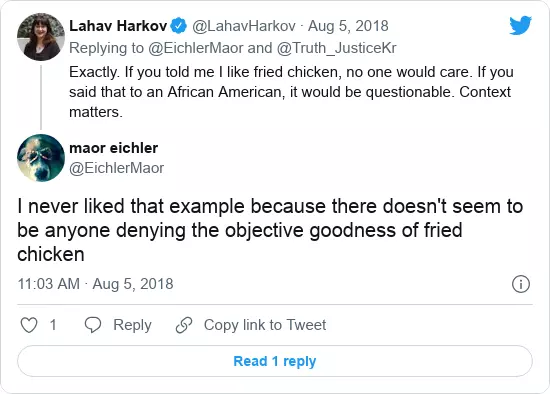 Lahav Harkov @LahavHarkov · Aug 5, 2018
Replying to @EichlerMaor and @Truth_JusticeKr
Exactly. If you told me I like fried chicken, no one would care. If you
said that to an African American, it would be questionable. Context
matters.
maor eichler
@EichlerMaor
I never liked that example because there doesn't seem to
be anyone denying the objective goodness of fried
chicken
11:03 AM · Aug 5, 2018
1 Reply Copy link to Tweet
Read 1 reply